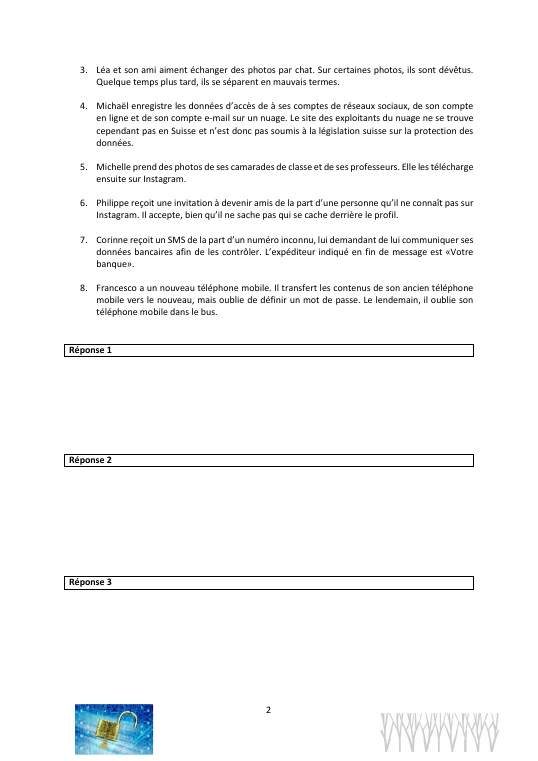 3. Léa et son ami aiment échanger des photos par chat. Sur certaines photos, ils sont dévêtus.
Quelque temps plus tard, ils se séparent en mauvais termes.
4. Michaël enregistre les données d’accès de à ses comptes de réseaux sociaux, de son compte
en ligne et de son compte e-mail sur un nuage. Le site des exploitants du nuage ne se trouve
cependant pas en Suisse et n’est donc pas soumis à la législation suisse sur la protection des
données.
5. Michelle prend des photos de ses camarades de classe et de ses professeurs. Elle les télécharge
ensuite sur Instagram.
6. Philippe reçoit une invitation à devenir amis de la part d’une personne qu’il ne connaît pas sur
Instagram. Il accepte, bien qu’il ne sache pas qui se cache derrière le profil.
7. Corinne reçoit un SMS de la part d’un numéro inconnu, lui demandant de lui communiquer ses
données bancaires afin de les contrôler. L’expéditeur indiqué en fin de message est «Votre
banque».
8. Francesco a un nouveau téléphone mobile. Il transfert les contenus de son ancien téléphone
mobile vers le nouveau, mais oublie de définir un mot de passe. Le lendemain, il oublie son
téléphone mobile dans le bus.
Réponse 1
Réponse 2
Réponse 3
2